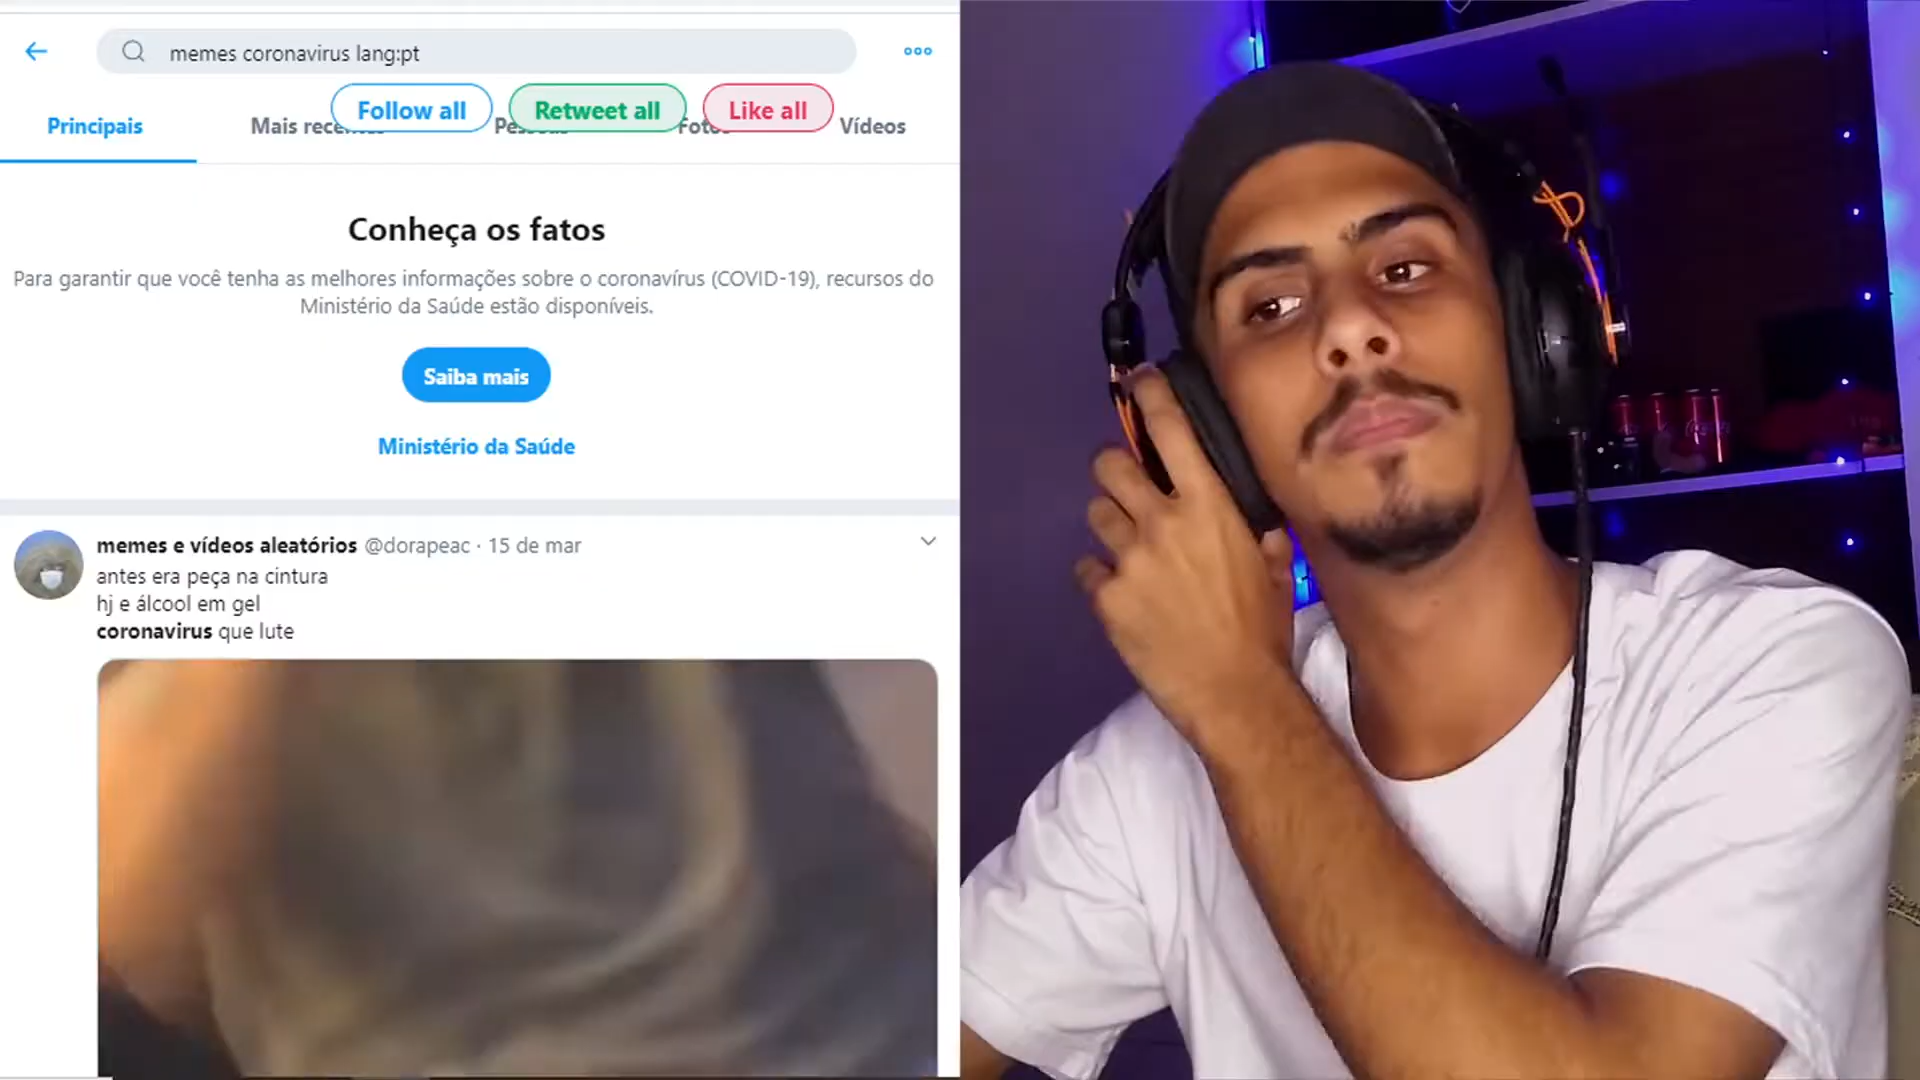 memes coronavirus lang:pt
Follow all
Retweet all
Like all
Principais
Mais
Vídeos
Conheça os fatos
Para garantir que você tenha as melhores informações sobre o coronavírus (COVID-19), recursos do
Ministério da Saúde estão disponíveis.
Saiba mais
Ministério da Saúde
memes e vídeos aleatórios @dorapeac · 15 de mar
antes era peça na cintura
hj e álcool em gel
coronavirus que lute